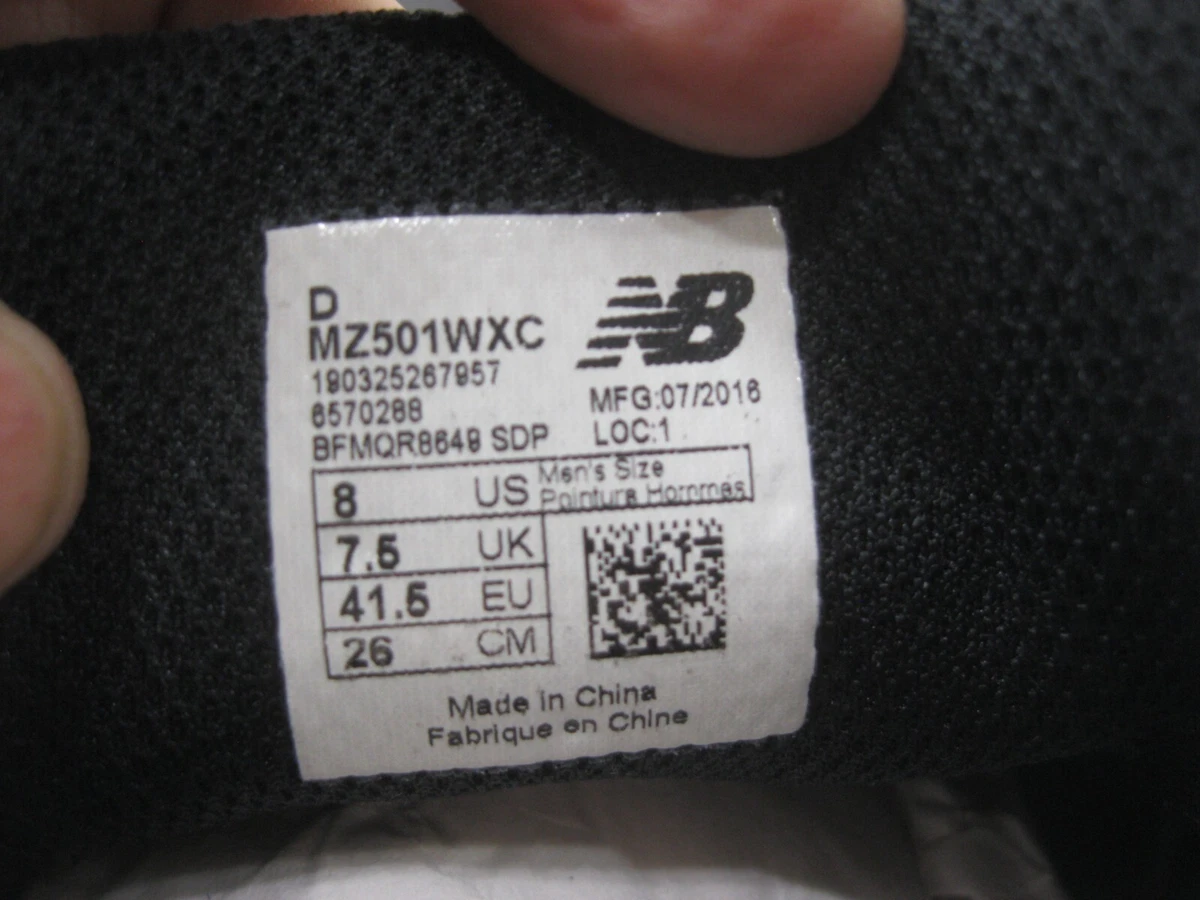 D
MZ501WXC
NB
190325267957
6570288
MFG:07/2016
BFMQR8649 SDP
LOC:1
8 US Men's Size
Pointure Hommes
7.5 UK
41.5 EU
26 CM
Made in China
Fabrique en Chine